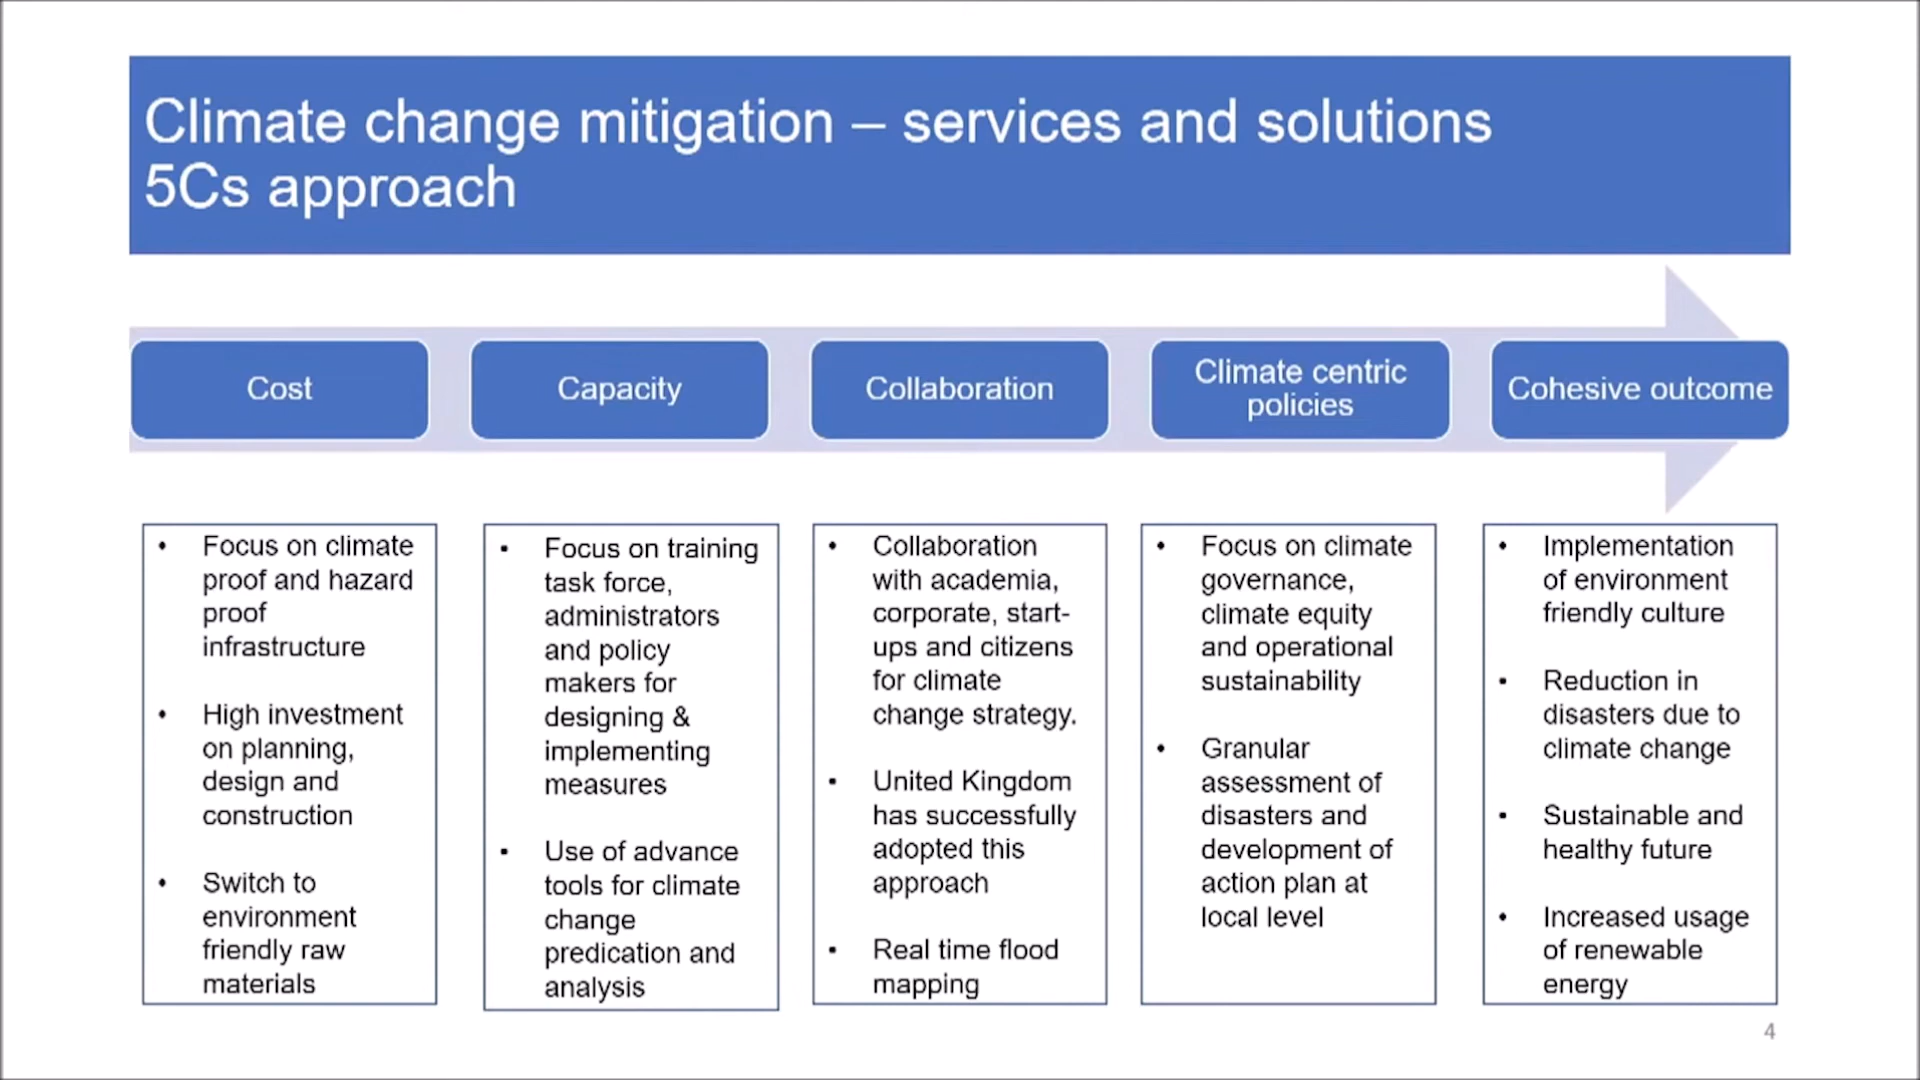 Climate change mitigation – services and solutions
5Cs approach
Cost
Capacity
Collaboration
Climate centric
policies
Cohesive outcome
• Focus on climate
proof and hazard
proof
infrastructure
• High investment
on planning,
design and
construction
• Switch to
environment
friendly raw
materials
• Focus on training
task force,
administrators
and policy
makers for
designing &
implementing
measures
• Use of advance
tools for climate
change
predication and
analysis
• Collaboration
with academia,
corporate, start-
ups and citizens
for climate
change strategy.
• United Kingdom
has successfully
adopted this
approach
• Real time flood
mapping
• Focus on climate
governance,
climate equity
and operational
sustainability
• Granular
assessment of
disasters and
development of
action plan at
local level
• Implementation
of environment
friendly culture
• Reduction in
disasters due to
climate change
• Sustainable and
healthy future
• Increased usage
of renewable
energy
4